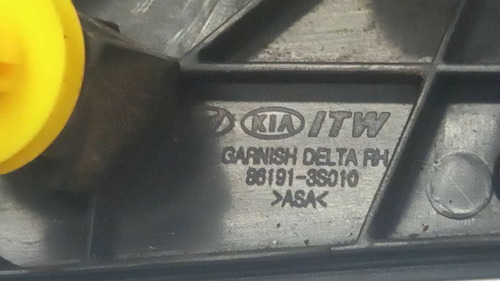 KIA ITW
GARNISH DELTA RH
86191-3S010
>ASA<